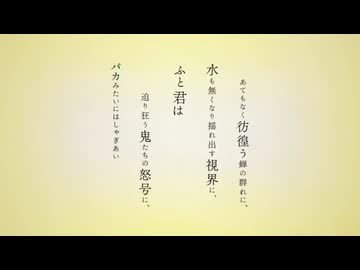 あてもなく彷徨う蝉の群れに、
水も無くなり揺れ出す視界に、
ふと君は
迫り狂う鬼たちの怒号に、
バカみたいにはしゃぎあい